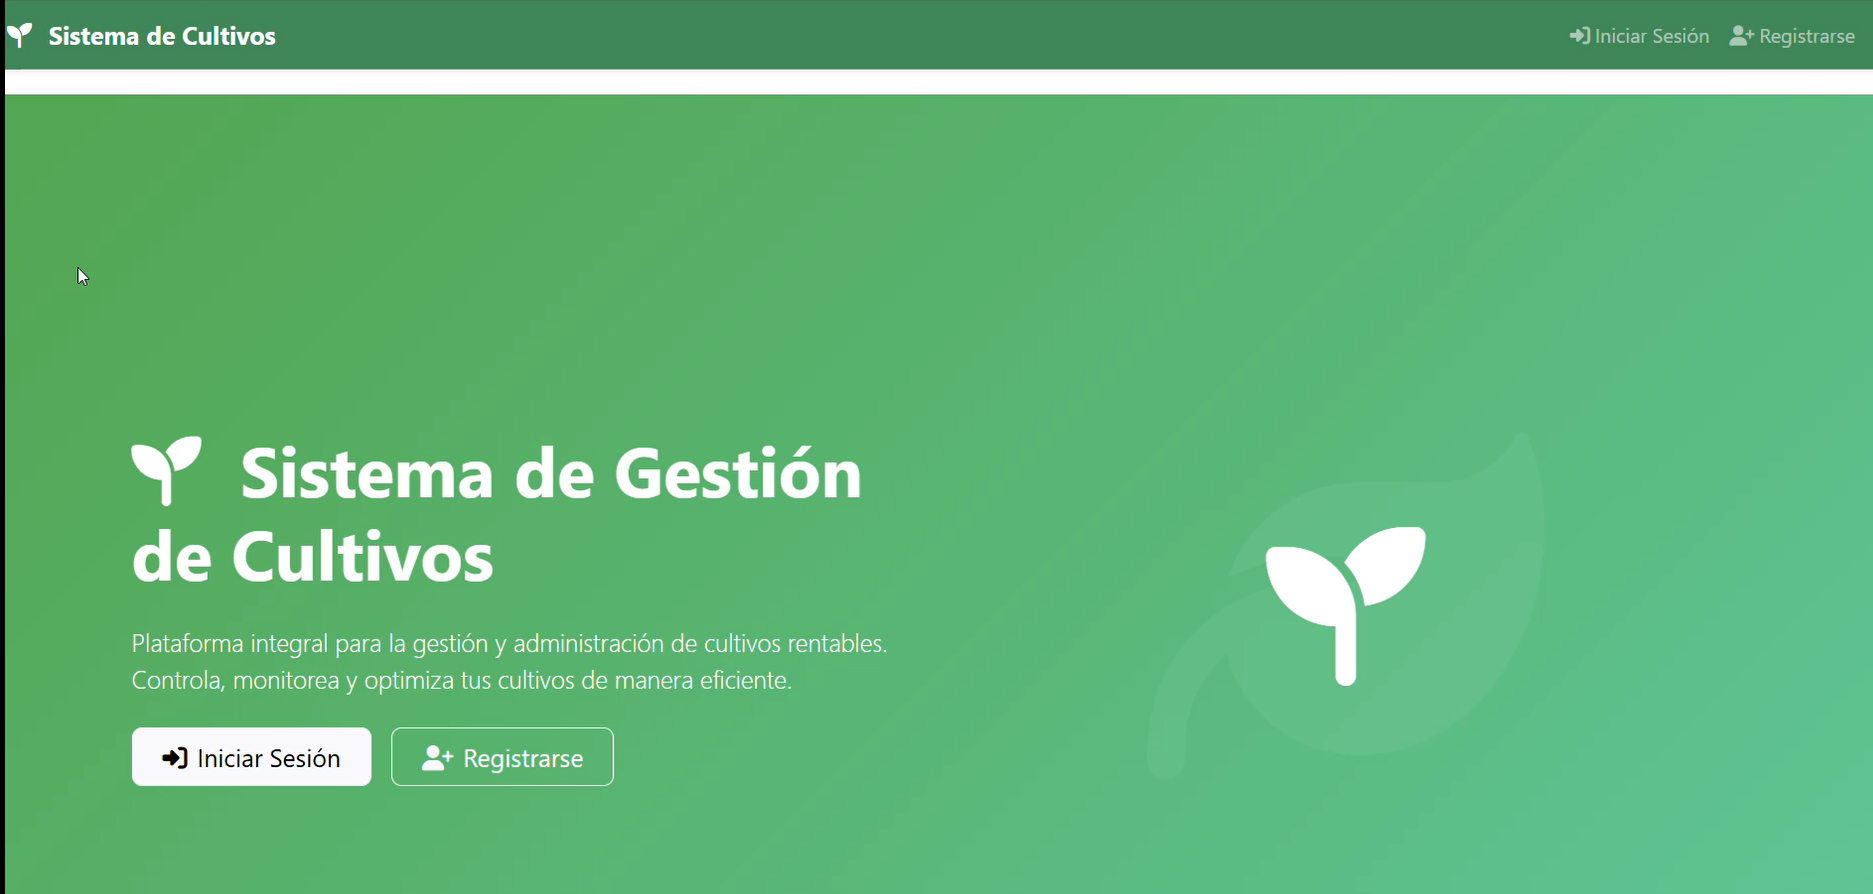 Sistema de Cultivos
Iniciar Sesión
Registrarse
Sistema de Gestión
de Cultivos
Plataforma integral para la gestión y administración de cultivos rentables.
Controla, monitorea y optimiza tus cultivos de manera eficiente.
Iniciar Sesión
Registrarse